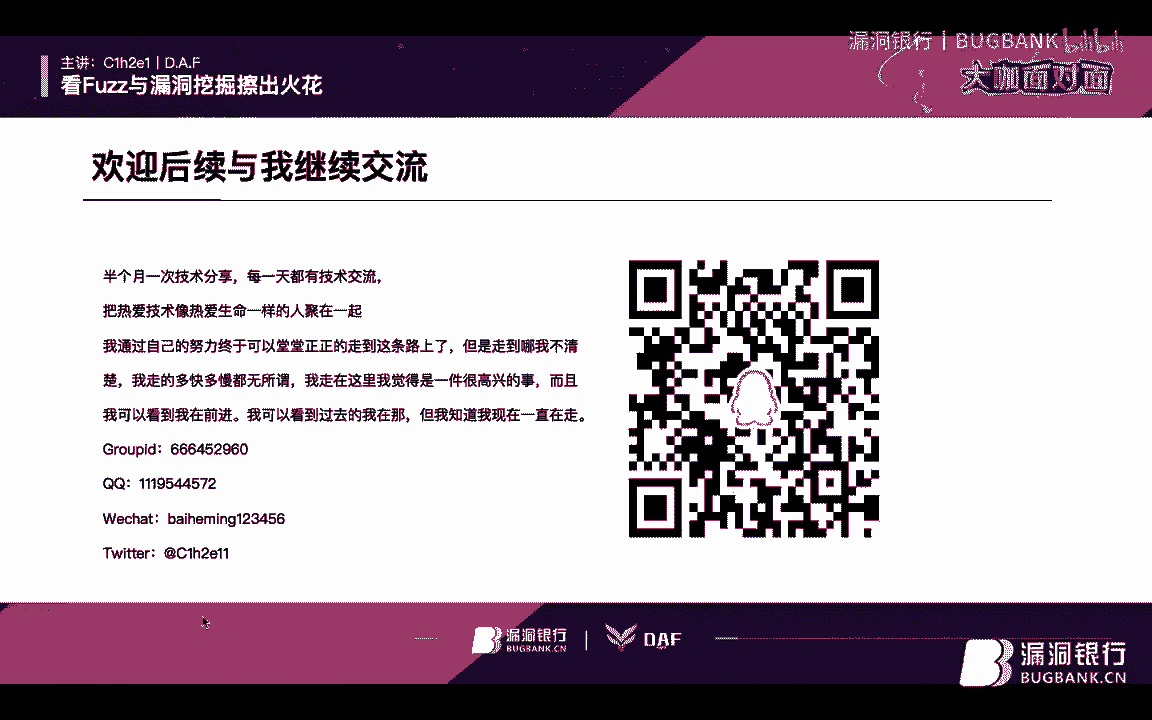 漏洞银行 | BUGBANK bilibili
主讲：C1h2e1 | D.A.F
看Fuzz与漏洞挖掘擦出火花
大咖面对面
欢迎后续与我继续交流
半个月一次技术分享，每一天都有技术交流，
把热爱技术像热爱生命一样的人聚在一起
我通过自己的努力终于可以堂堂正正的走到这条路上了，但是走到哪我不清
楚，我走的多快多慢都无所谓，我走在这里我觉得是一件很高兴的事，而且
我可以看到我在前进。我可以看到过去的我在那，但我知道我现在一直在走。
Groupid：666452960
QQ：1119544572
Wechat：baiheming123456
Twitter：@C1h2e11
漏洞银行
BUGBANK.CN
DAF
漏洞银行
BUGBANK.CN